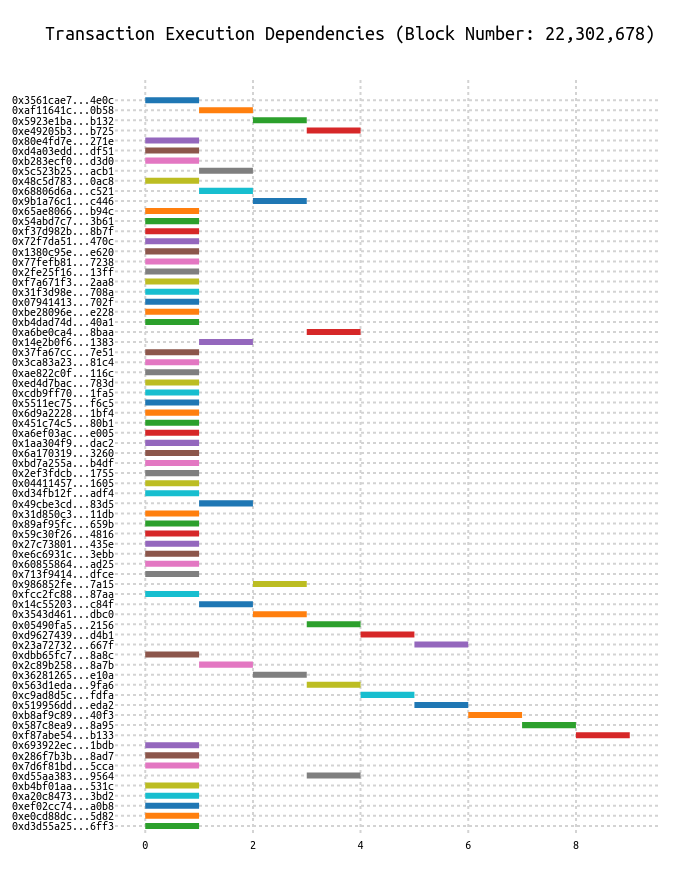 Transaction Execution Dependencies (Block Number: 22,302,678)
0x3561cae7...4e0c
0xaf11641c...0b58
0x5923e1ba...b132
0xe49205b3...b725
0x80e4fd7e...271e
0xd4a03edd...df51
0xb283ecf0...d3d0
0x5c523b25...acb1
0x48c5d783...0ac8
0x68806d6a...c521
0x9b1a76c1...c446
0x65ae8066...b94c
0x54abd7c7...3b61
0xf37d982b...8b7f
0x72f7da51...470c
0x1380c95e...e620
0x77fefb81...7238
0x2fe25f16...13ff
0xf7a671f3...2aa8
0x31f3d98e...708a
0x07941413...702f
0xbe28096e...e228
0xb4dad74d...40a1
0xa6be0ca4...8baa
0x14e2b0f6...1383
0x37fa67cc...7e51
0x3ca83a23...81c4
0xae822c0f...116c
0xed4d7bac...783d
0xcdb9ff70...1fa5
0x5511ec75...f6c5
0x6d9a2228...1bf4
0x451c74c5...80b1
0xa6ef03ac...e005
0x1aa304f9...dac2
0x6a170319...3260
0xbd7a255a...b4df
0x2ef3fdcb...1755
0x04411457...1605
0xd34fb12f...adf4
0x49cbe3cd...83d5
0x31d850c3...11db
0x89af95fc...659b
0x59c30f26...4816
0x27c73801...435e
0xe6c6931c...3ebb
0x60855864...ad25
0x713f9414...dfce
0x986852fe...7a15
0xfcc2fc88...87aa
0x14c55203...c84f
0x3543d461...dbc0
0x05490fa5...2156
0xd9627439...d4b1
0x23a72732...667f
0xdbb65fc7...8a8c
0x2c89b258...8a7b
0x36281265...e10a
0x563d1eda...9fa6
0xc9ad8d5c...fdfa
0x519956dd...eda2
0xb8af9c89...40f3
0x587c8ea9...8a95
0xf87abe54...b133
0x693922ec...1bdb
0x286f7b3b...8ad7
0x7d6f81bd...5cca
0xd55aa383...9564
0xb4bf01aa...531c
0xa20c8473...3bd2
0xef02cc74...a0b8
0xe0cd88dc...5d82
0xd3d55a25...6ff3
0 2 4 6 8